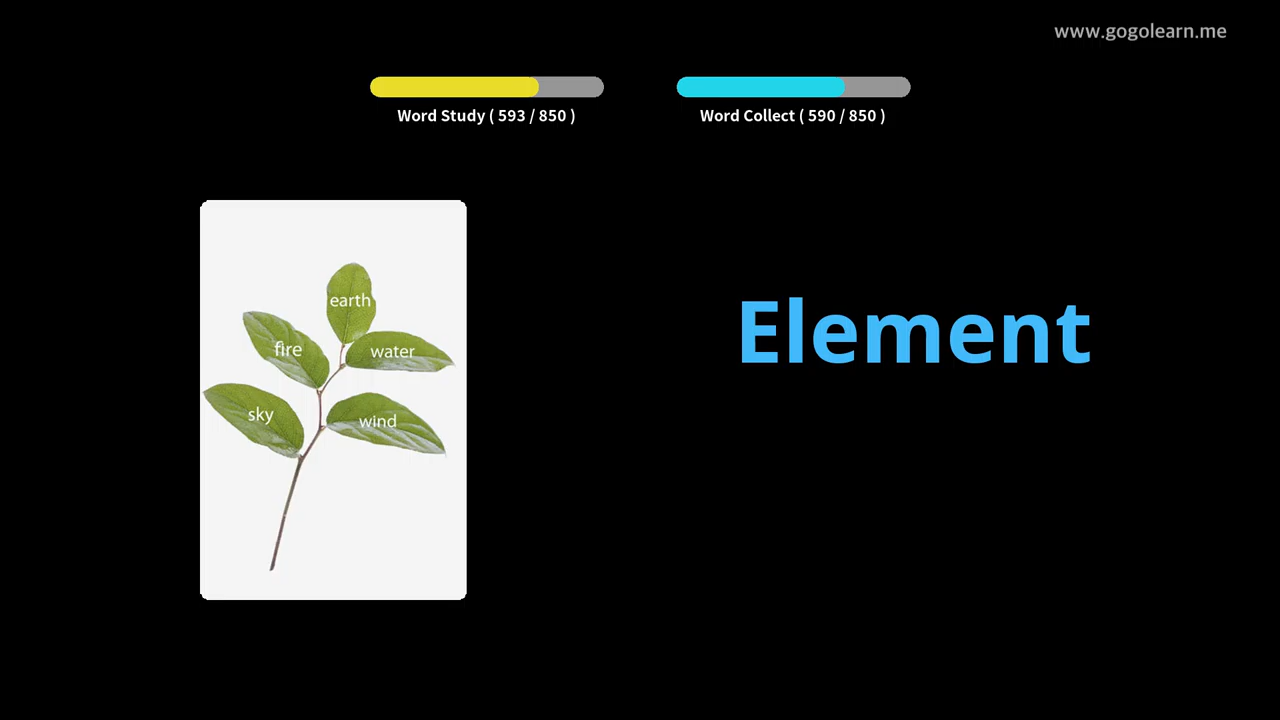 www.gogolearn.me
Word Study ( 593 / 850 )
Word Collect ( 590 / 850 )
earth
fire
water
sky
wind
Element